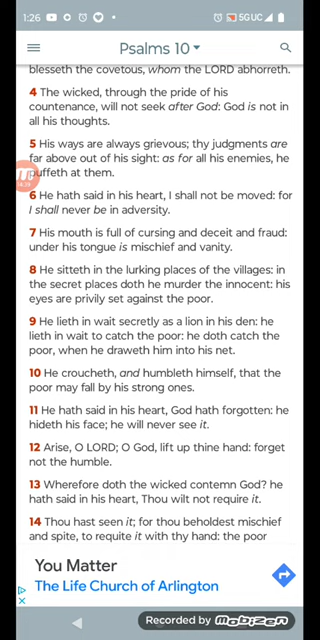 1:26
5G UC
Psalms 10
blesseth the covetous, whom the LORD abhorreth.
4 The wicked, through the pride of his
countenance, will not seek after God: God is not in
all his thoughts.
5 His ways are always grievous; thy judgments are
far above out of his sight: as for all his enemies, he
puffeth at them.
6 He hath said in his heart, I shall not be moved: for
I shall never be in adversity.
7 His mouth is full of cursing and deceit and fraud:
under his tongue is mischief and vanity.
8 He sitteth in the lurking places of the villages: in
the secret places doth he murder the innocent: his
eyes are privily set against the poor.
9 He lieth in wait secretly as a lion in his den: he
lieth in wait to catch the poor: he doth catch the
poor, when he draweth him into his net.
10 He croucheth, and humbleth himself, that the
poor may fall by his strong ones.
11 He hath said in his heart, God hath forgotten: he
hideth his face; he will never see it.
12 Arise, O LORD; O God, lift up thine hand: forget
not the humble.
13 Wherefore doth the wicked contemn God? he
hath said in his heart, Thou wilt not require it.
14 Thou hast seen it; for thou beholdest mischief
and spite, to requite it with thy hand: the poor
You Matter
The Life Church of Arlington
Recorded by Mobizen